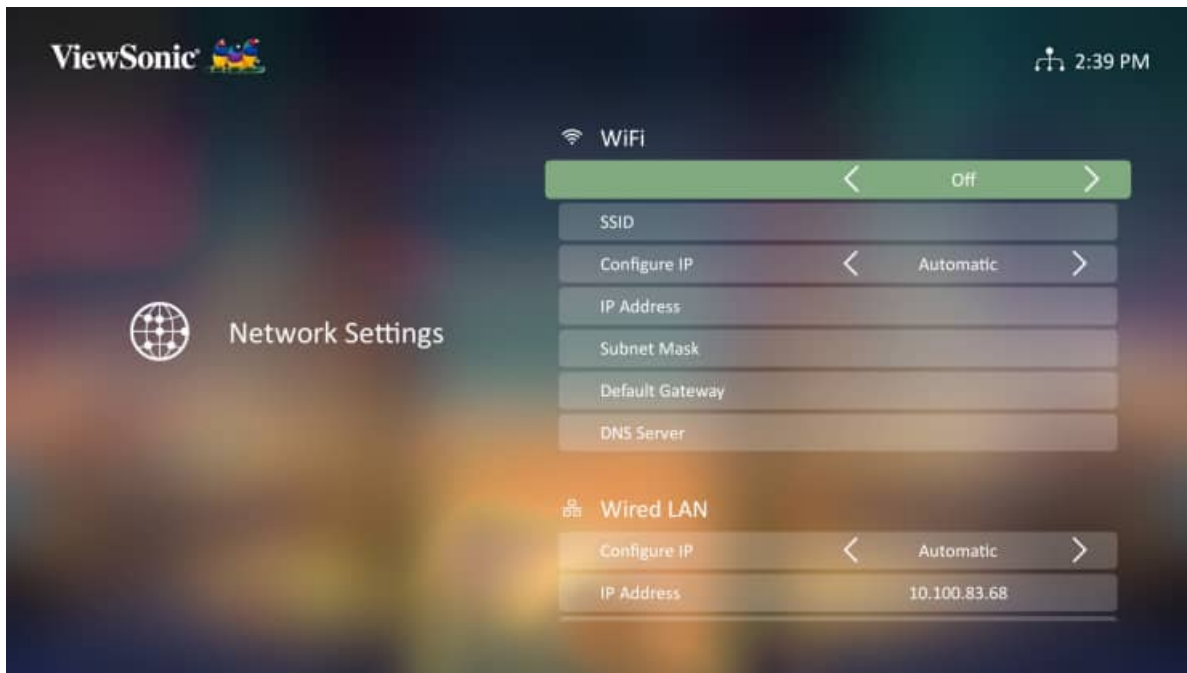 ViewSonic
2:39 PM
WiFi
Off
SSID
Configure IP Automatic
IP Address
Subnet Mask
Default Gateway
DNS Server
Network Settings
Wired LAN
Configure IP Automatic
IP Address 10.100.83.68